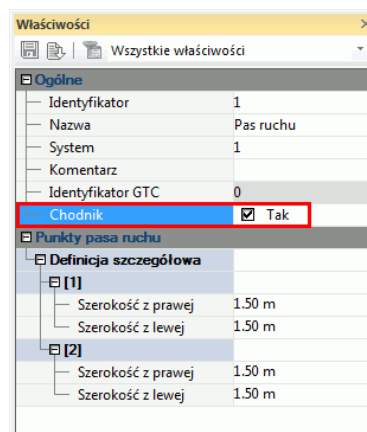 Właściwości
Wszystkie właściwości
Ogólne
Identyfikator 1
Nazwa Pas ruchu
System 1
Komentarz
Identyfikator GTC 0
Chodnik Tak
Punkty pasa ruchu
Definicja szczegółowa
[1]
Szerokość z prawej 1.50 m
Szerokość z lewej 1.50 m
[2]
Szerokość z prawej 1.50 m
Szerokość z lewej 1.50 m